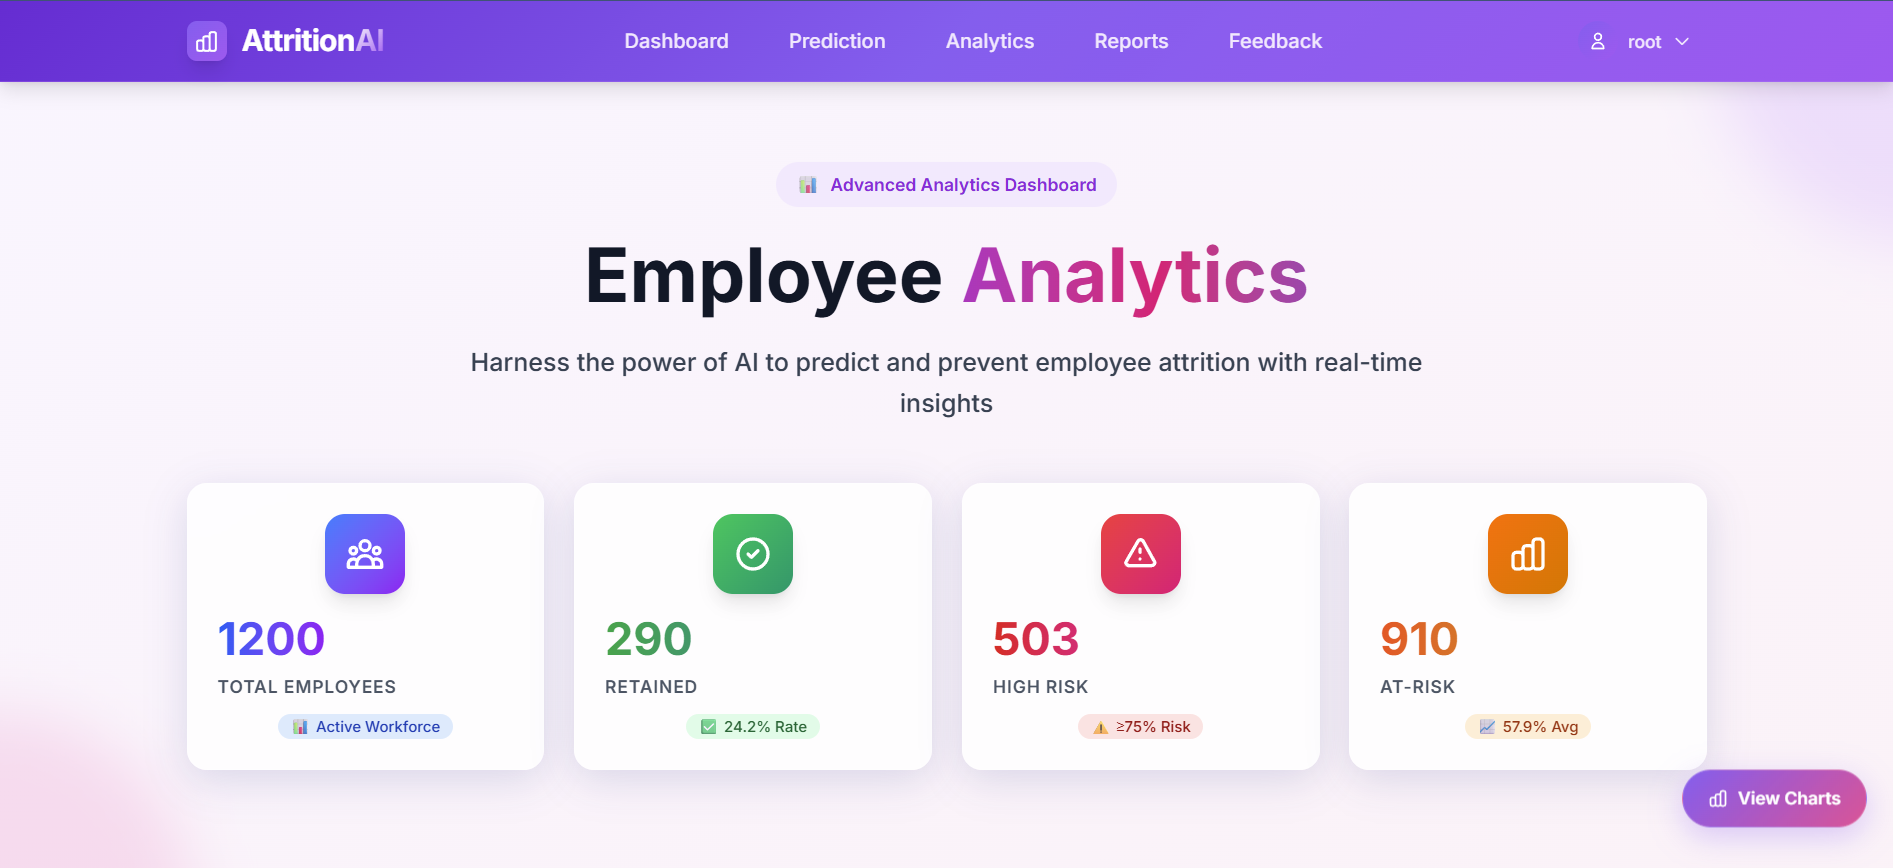 AttritionAI
Dashboard
Prediction
Analytics
Reports
Feedback
root
Advanced Analytics Dashboard
Employee Analytics
Harness the power of AI to predict and prevent employee attrition with real-time
insights
1200
TOTAL EMPLOYEES
Active Workforce
290
RETAINED
24.2% Rate
503
HIGH RISK
≥75% Risk
910
AT-RISK
57.9% Avg
View Charts